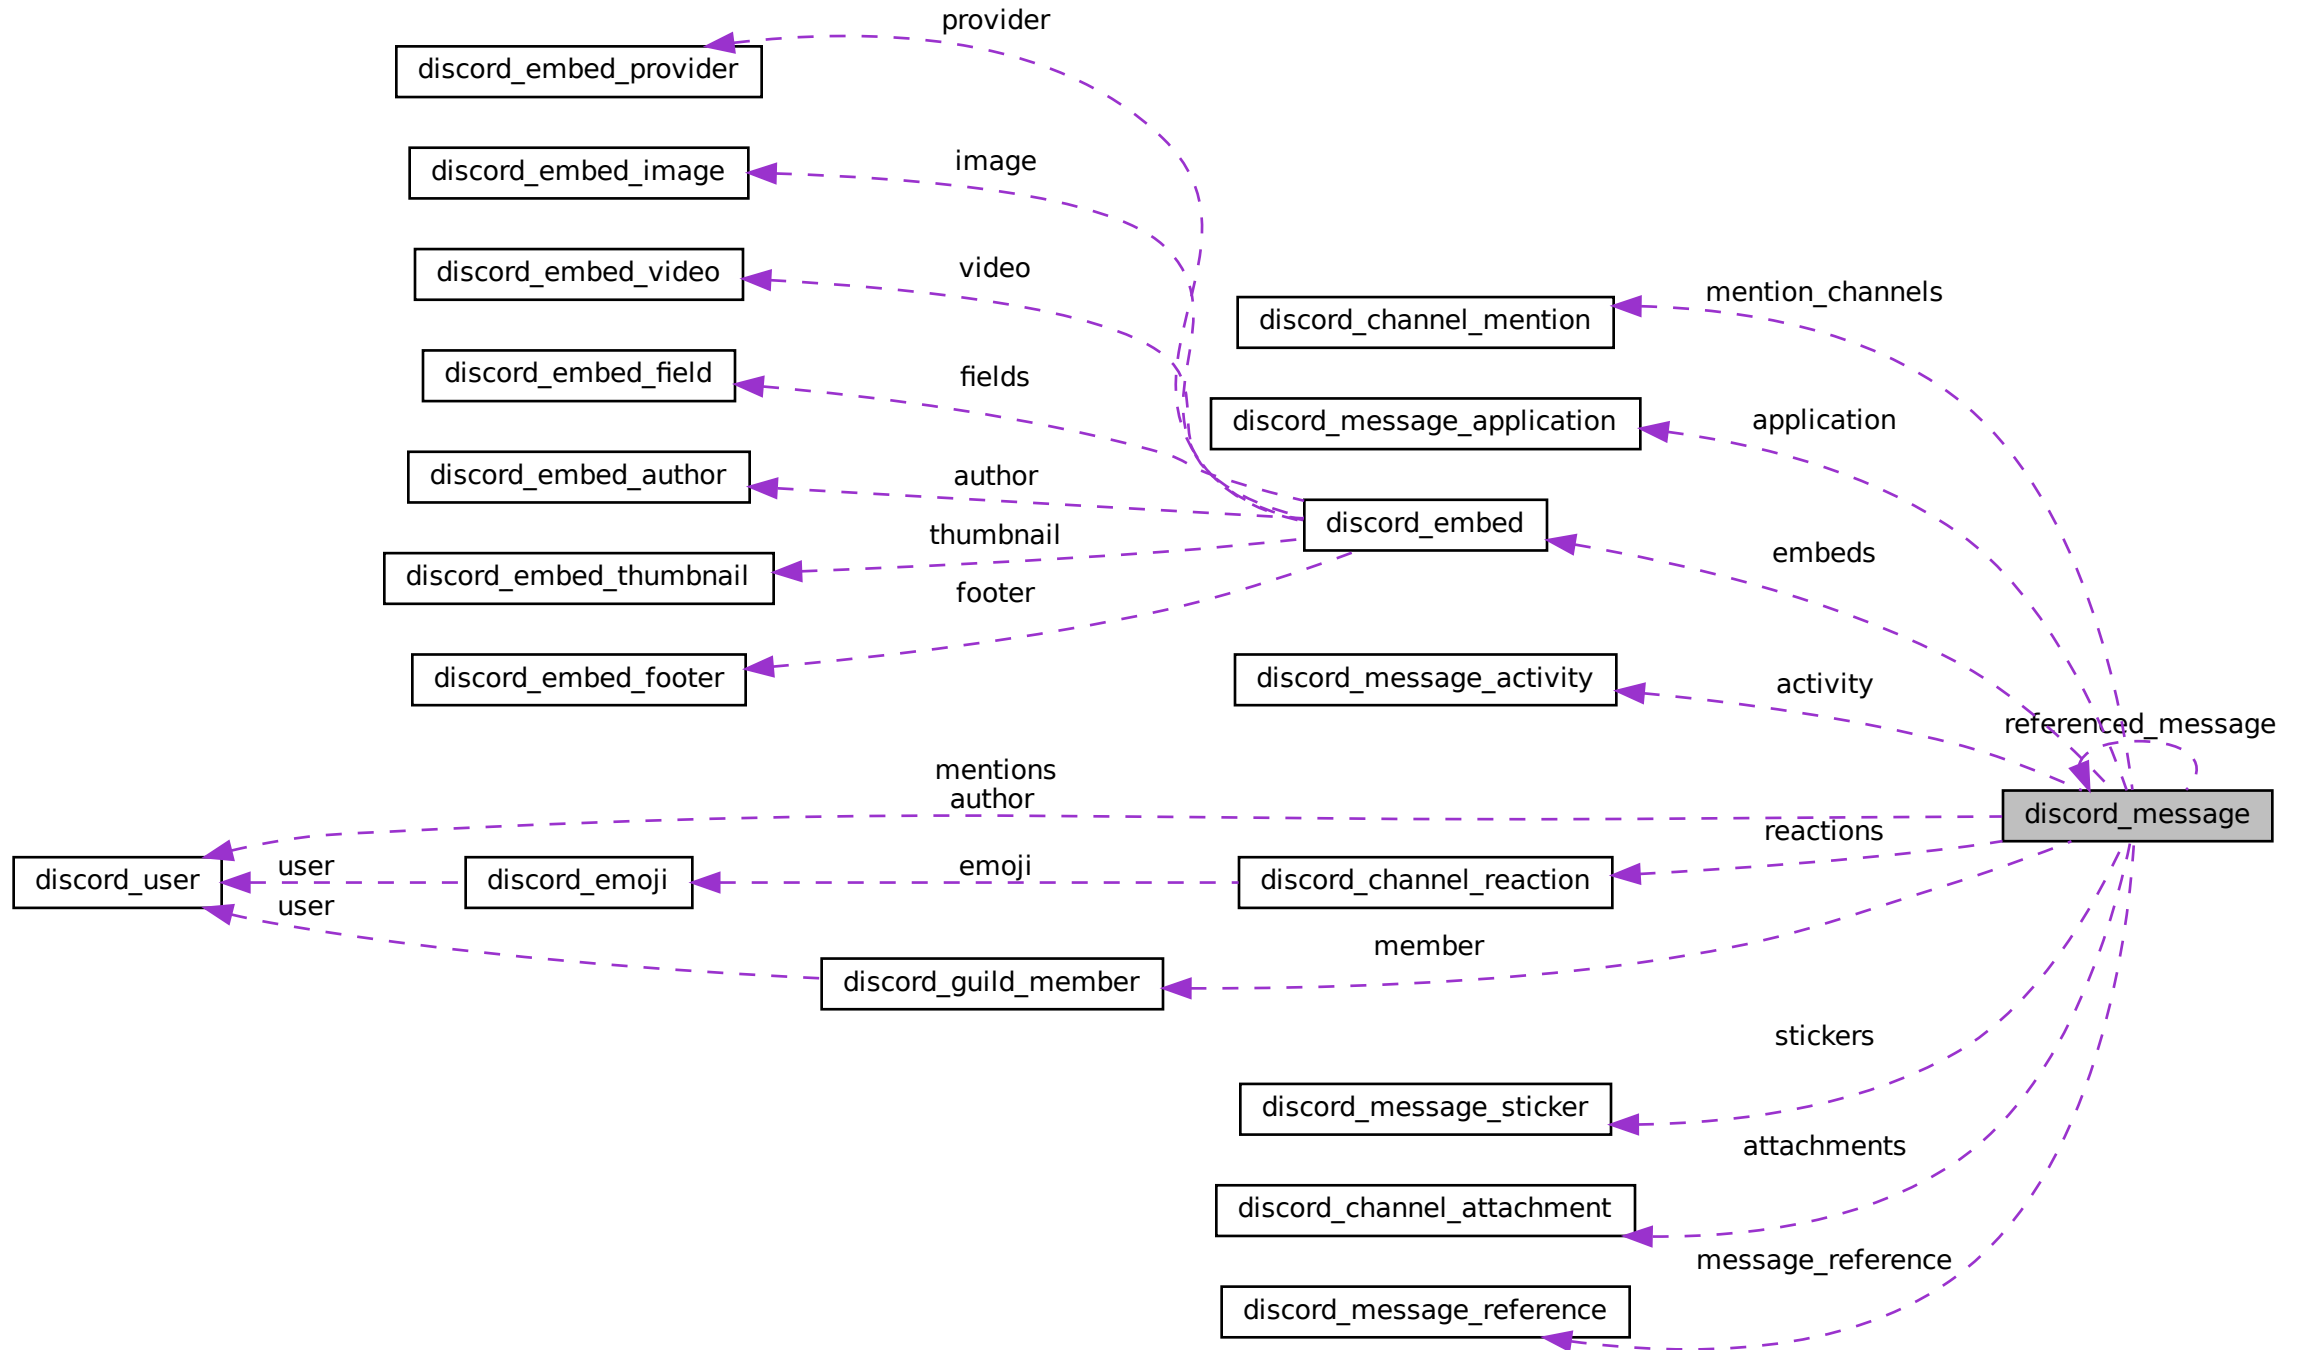 provider
discord_embed_provider
image
discord_embed_image
video
discord_embed_video
mention_channels
discord_channel_mention
fields
discord_embed_field
application
discord_message_application
author
discord_embed_author
discord_embed
thumbnail
embeds
discord_embed_thumbnail
footer
discord_embed_footer
discord_message_activity
activity
referenced_message
mentions
author
discord_message
reactions
user
emoji
discord_user
discord_emoji
discord_channel_reaction
user
member
discord_guild_member
stickers
discord_message_sticker
attachments
discord_channel_attachment
message_reference
discord_message_reference